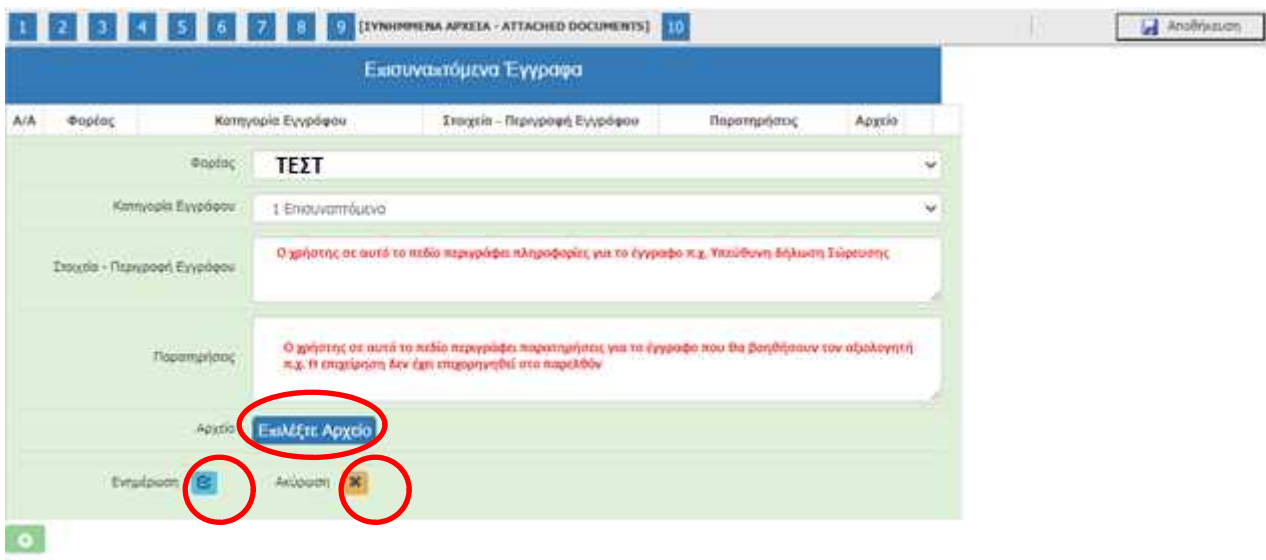 1 2 3 4 5 6 7 8 9 [ΣΥΝΗΜΜΕΝΑ ΑΡΧΕΙΑ - ATTACHED DOCUMENTS] 10 Αποθήκευση
Επισυναπτόμενα Έγγραφα
Α/Α Φορέας Κατηγορία Εγγράφου Στοιχεία - Περιγραφή Εγγράφου Παρατηρήσεις Αρχείο
Φορέας ΤΕΣΤ
Κατηγορία Εγγράφου 1 Επισυναπτόμενα
Ο χρήστης σε αυτό το πεδίο περιγράφει πληροφορίες για το έγγραφο π.χ. Υπεύθυνη δήλωση Σώρευσης
Στοιχεία - Περιγραφή Εγγράφου
Ο χρήστης σε αυτό το πεδίο περιγράφει παρατηρήσεις για το έγγραφο που θα βοηθήσουν τον αξιολογητή
Παρατηρήσεις π.χ. Η επιχείρηση δεν έχει επιχορηγηθεί στο παρελθόν
Αρχείο Επιλέξτε Αρχείο
Ενημέρωση Ακύρωση